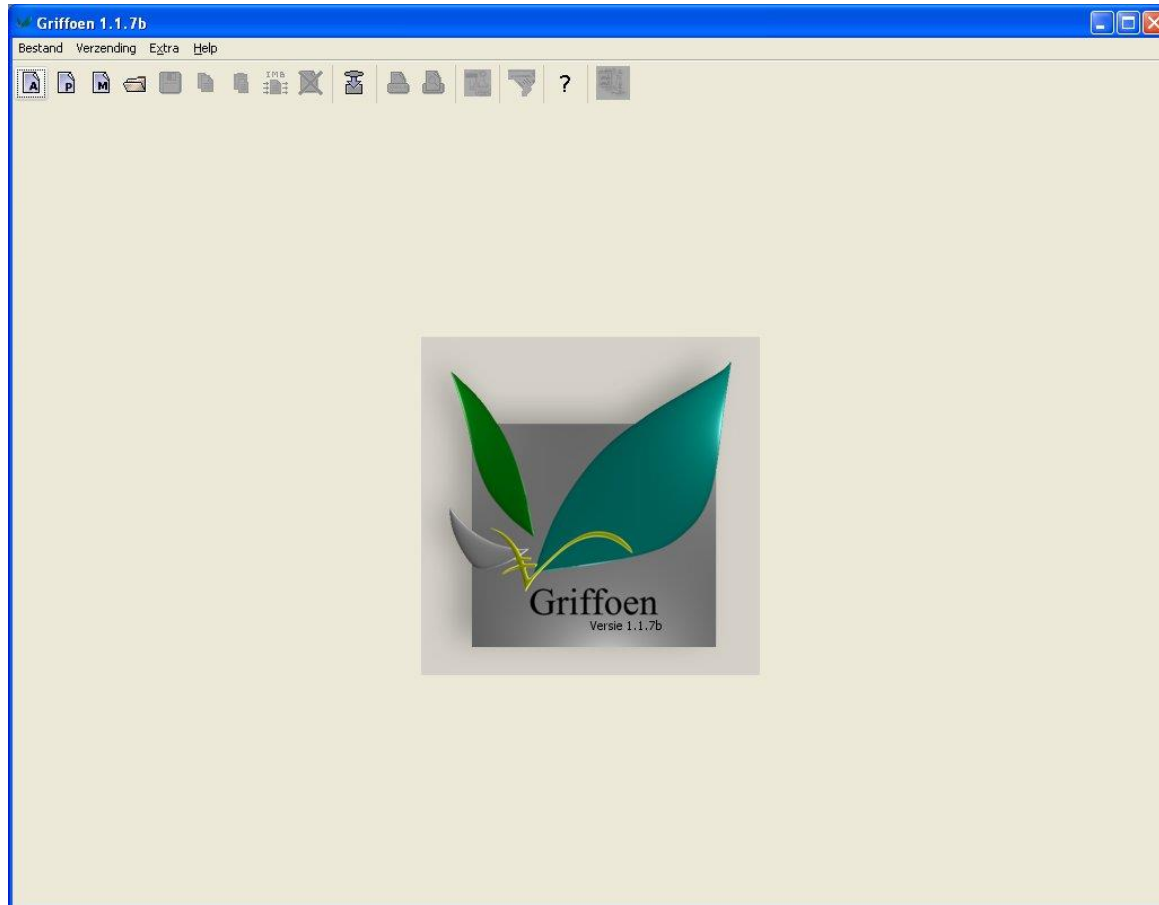 Griffoen 1.1.7b
Bestand Verzending Extra Help
A P M IMB ?
Griffoen
Versie 1.1.7b